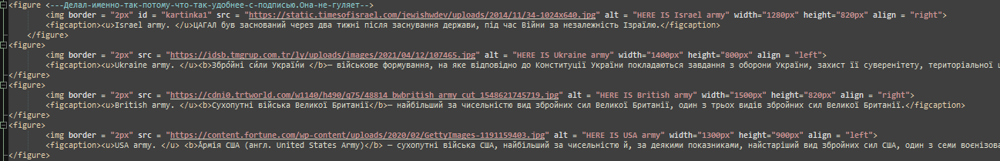 <figure <---Делал-именно-так-потому-что-так-удобнее-с-подписью.Она-не-гуляет-->
<img border = "2px" id = "kartinka1" src = "https://static.timesofisrael.com/jewishwdev/uploads/2014/11/34-1024x640.jpg" alt = "HERE IS Israel army" width="1280px" height="820px" align = "right">
<figcaption><u>Israel army. </u>ЦАГАЛ був заснований через два тижні після заснування держави, під час Війни за незалежність Ізраїлю.</figcaption>
</figure>
<figure>
<img border = "2px" src = "https://idsb.tmgrup.com.tr/ly/uploads/images/2021/04/12/107465.jpg" alt = "HERE IS Ukraine army" width="1400px" height="800px" align = "left">
<figcaption><u>Ukraine army. </u><b>Збро́йні си́ли Украї́ни </b>— військове формування, на яке відповідно до Конституції України покладаються завдання з оборони України, захист її суверенітету, територіальної ц
</figure>
<figure>
<img border = "2px" src = "https://cdni0.trtworld.com/w1140/h490/q75/48814_bwbritish_army_cut_1548621745719.jpg" alt = "HERE IS British army" width="1500px" height="820px" align = "right">
<figcaption><u>British army. </u><b>Сухопутні війська Великої Британії</b>— найбільший за чисельністю вид збройних сил Великої Британії, один з трьох видів збройних сил Великої Британії.</figcaption>
</figure>
<figure>
<img border = "2px" src = "https://content.fortune.com/wp-content/uploads/2020/02/GettyImages-1191159403.jpg" alt = "HERE IS USA army" width="1300px" height="900px" align = "left">
<figcaption><u>USA army. </u> <b>А́рмія США (англ. United States Army)</b> — сухопутні війська США, найбільший за чисельністю й, за деякими показниками, найстаріший вид збройних сил США, один з семи воєнізова
</figure>